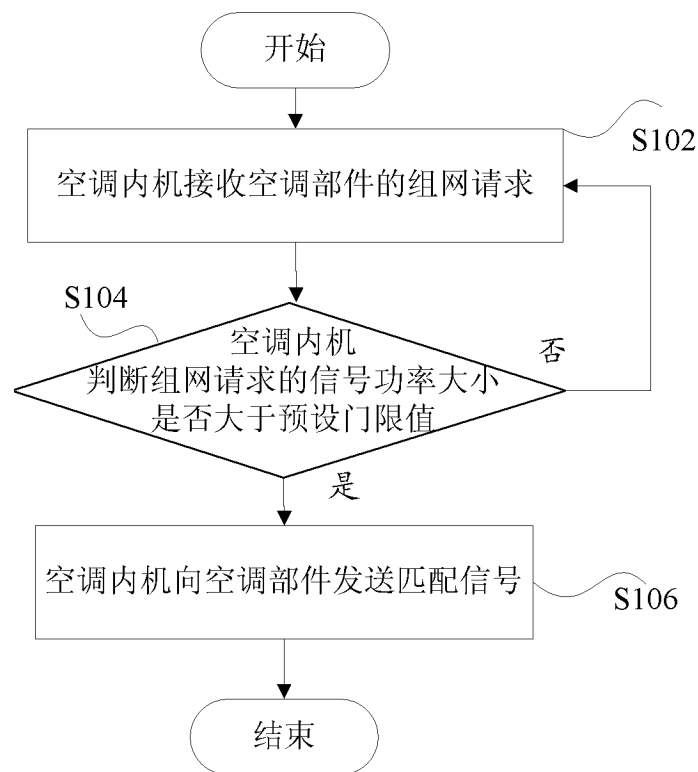 开始
S102
空调内机接收空调部件的组网请求
S104
空调内机
判断组网请求的信号功率大小
是否大于预设门限值
否
是
空调内机向空调部件发送匹配信号
S106
结束